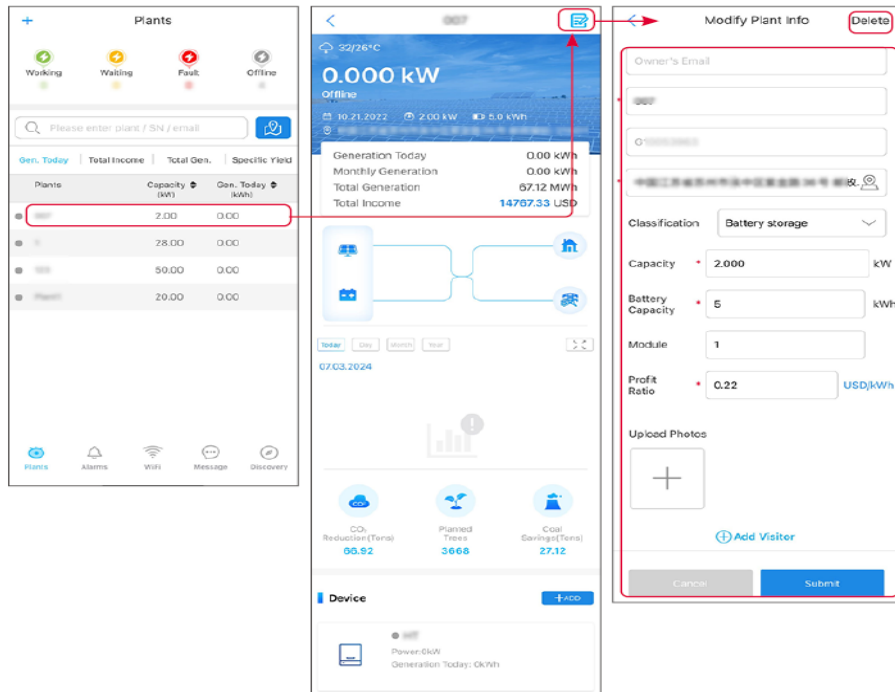 Plants
Working
Waiting
Fault
Offline
Please enter plant / SN / email
Gen. Today
Total Income
Total Gen.
Specific Yield
Plants
Capacity (kW)
Gen. Today (kWh)
2.00
0.00
28.00
0.00
50.00
0.00
20.00
0.00
Plants
Alarms
WiFi
Message
Discovery
007
32/26°C
0.000 kW
Offline
10.21.2022
2.00 kW
5.0 kWh
Generation Today 0.00 kWh
Monthly Generation 0.00 kWh
Total Generation 67.12 MWh
Total Income 14767.33 USD
Today
Day
Month
Year
07.03.2024
CO₂
Reduction(Tons)
66.92
Planted
Trees
3668
Coal
Savings(Tons)
27.12
Device
+ADD
Power:0kW
Generation Today: 0kWh
Modify Plant Info
Delete
Owner's Email
* 007
*
Classification
Battery storage
Capacity * 2.000 kW
Battery
Capacity * 5 kWh
Module 1
Profit
Ratio * 0.22 USD/kWh
Upload Photos
Add Visitor
Cancel
Submit